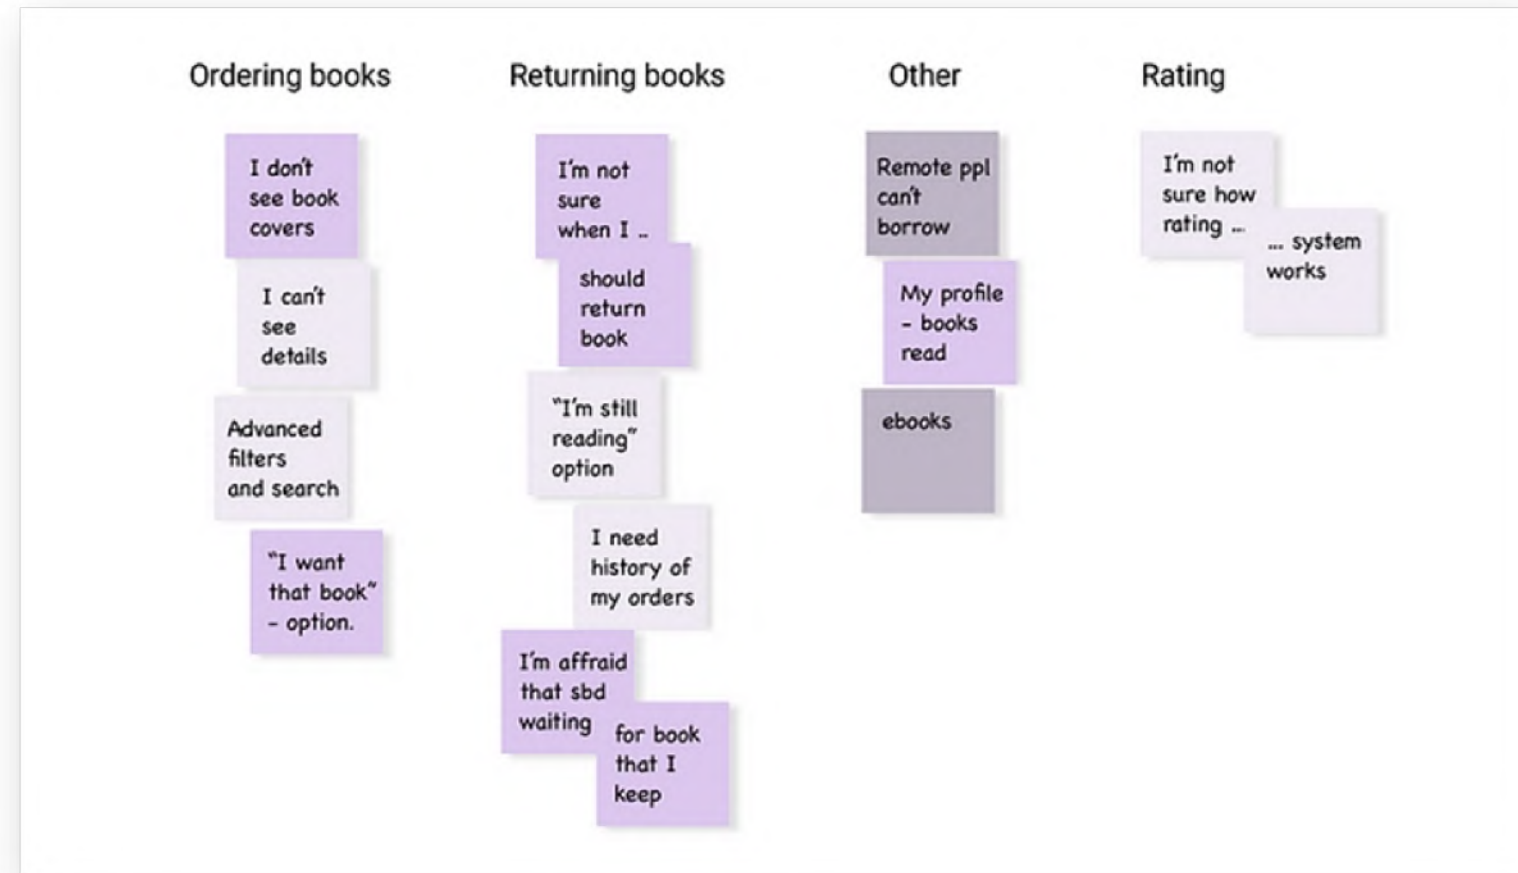 Ordering books
I don't
see book
covers
I can't
see
details
Advanced
filters
and search
"I want
that book"
- option.
Returning books
I'm not
sure
when I ..
should
return
book
"I'm still
reading"
option
I need
history of
my orders
I'm affraid
that sbd
waiting
for book
that I
keep
Other
Remote ppl
can't
borrow
My profile
- books
read
ebooks
Rating
I'm not
sure how
rating ...
... system
works